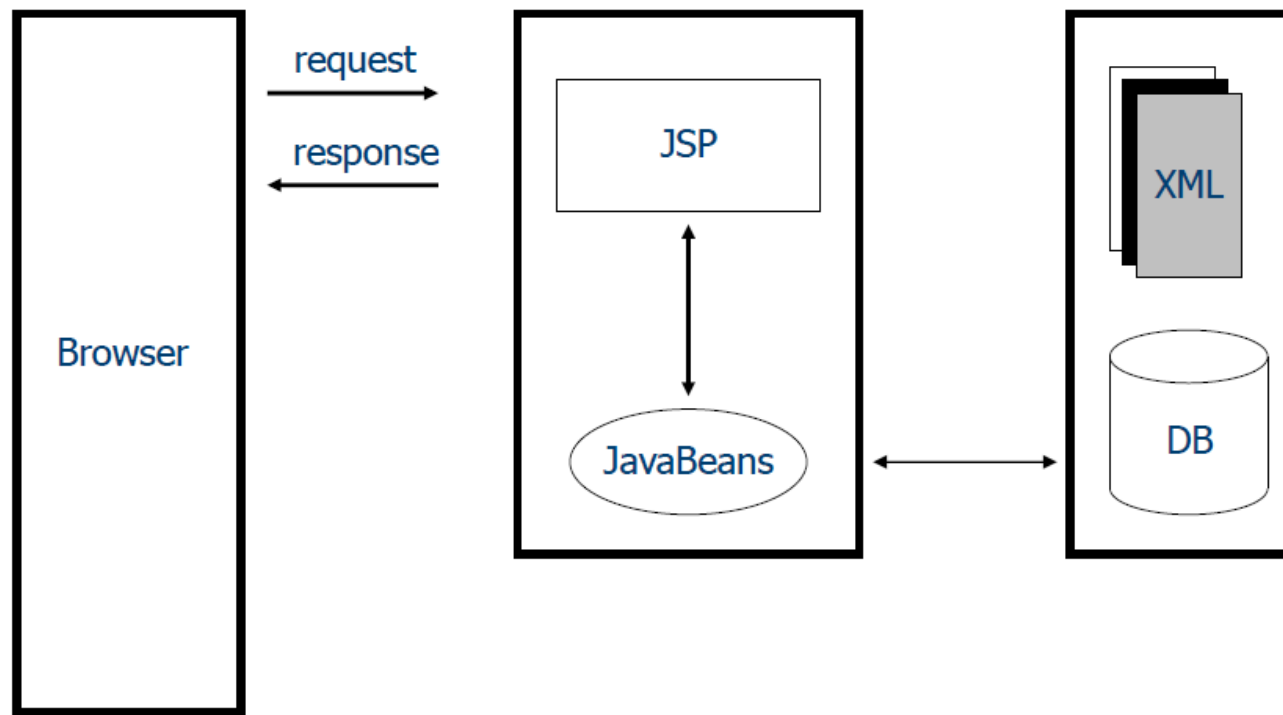 request
response
Browser
JSP
JavaBeans
XML
DB